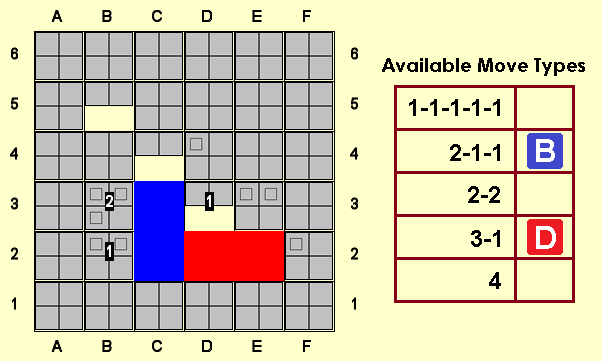 A B C D E F
6 6
5 5
4 4
3 2 1 3
2 1 2
1 1
A B C D E F
Available Move Types
1-1-1-1-1
2-1-1 B
2-2
3-1 D
4